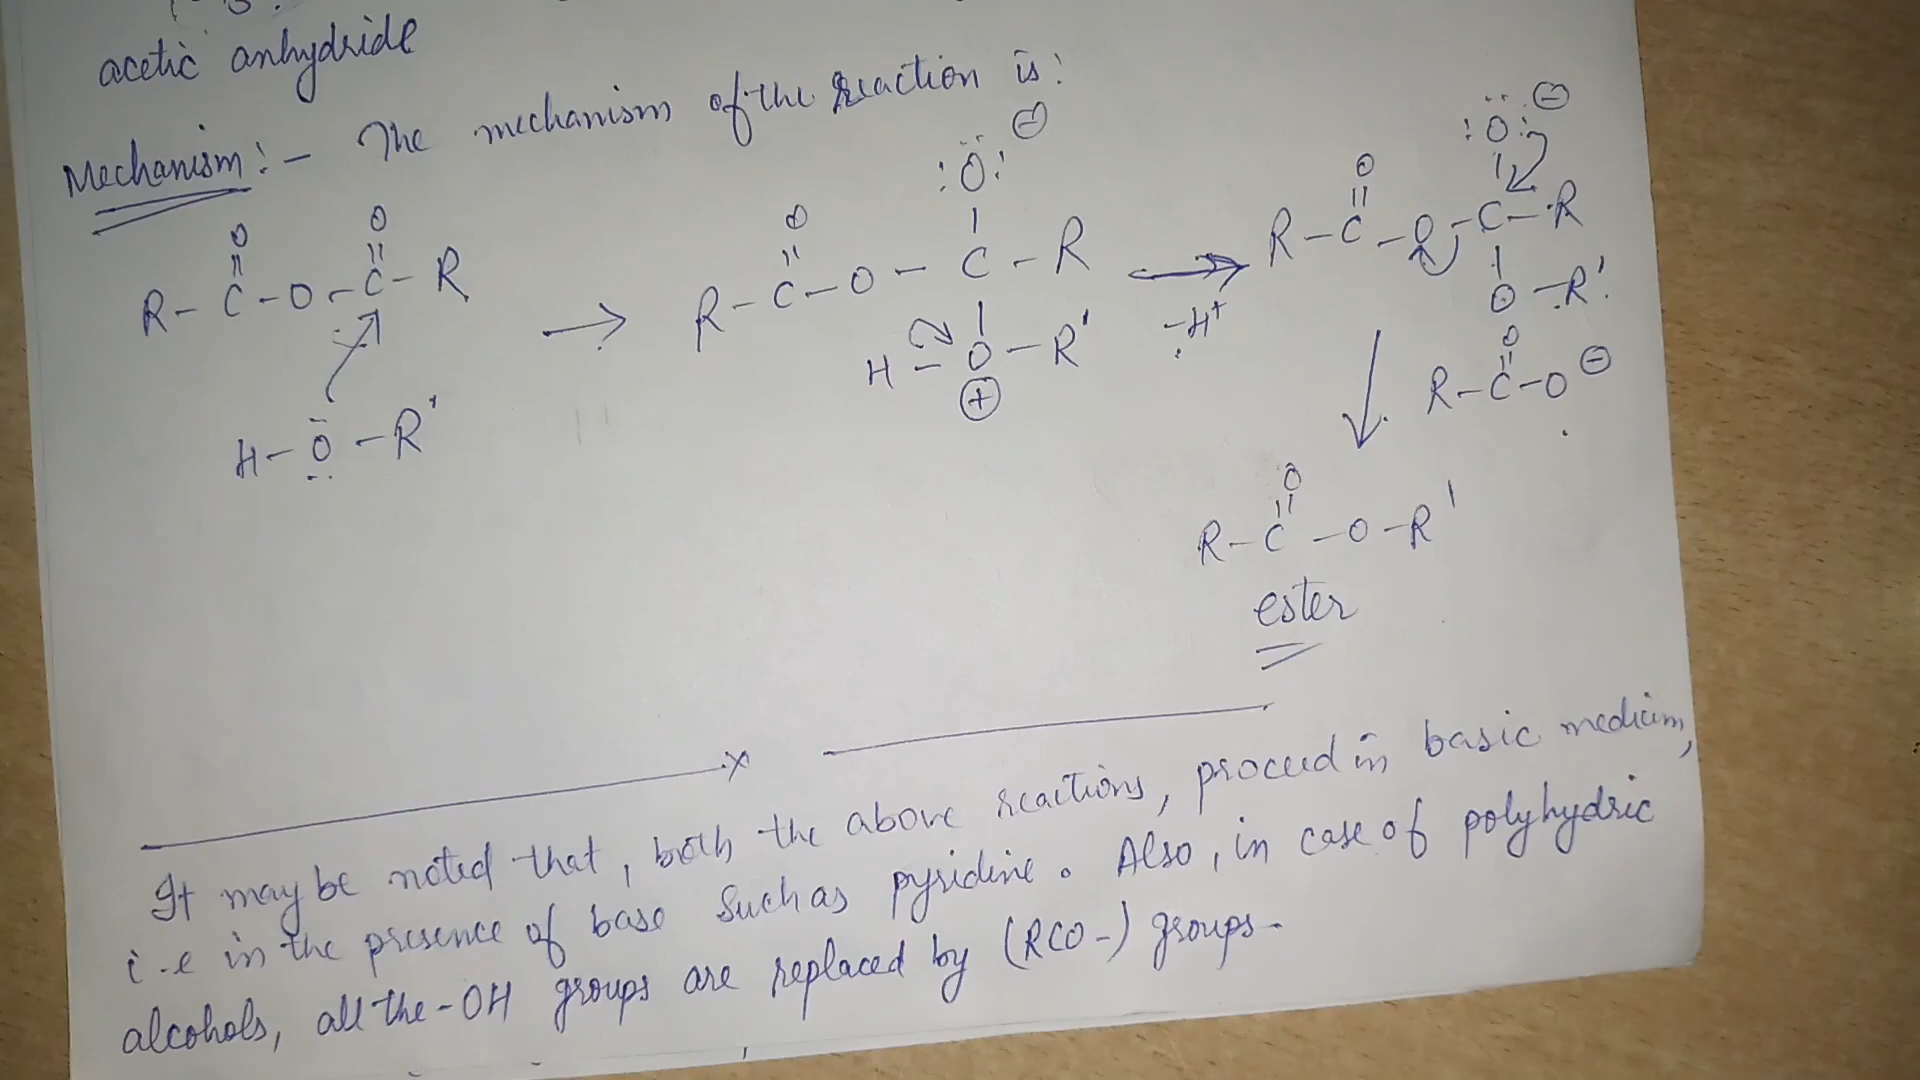 acetic anhydride
Mechanism:- The mechanism of the reaction is:
O O :Ö: ⊖ O :Ö: ⊖
R-C-O-C-R → R-C-O-C-R → R-C-O-C-R
H-Ö-R' H-O-R' ⊕ -H+ O-R'
R-C-O ⊖
O
R-C-O-R'
ester
x
It may be noted that, both the above reactions, proceed in basic medium,
i.e in the presence of base such as pyridine. Also, in case of polyhydric
alcohols, all the -OH groups are replaced by (RCO-) groups-